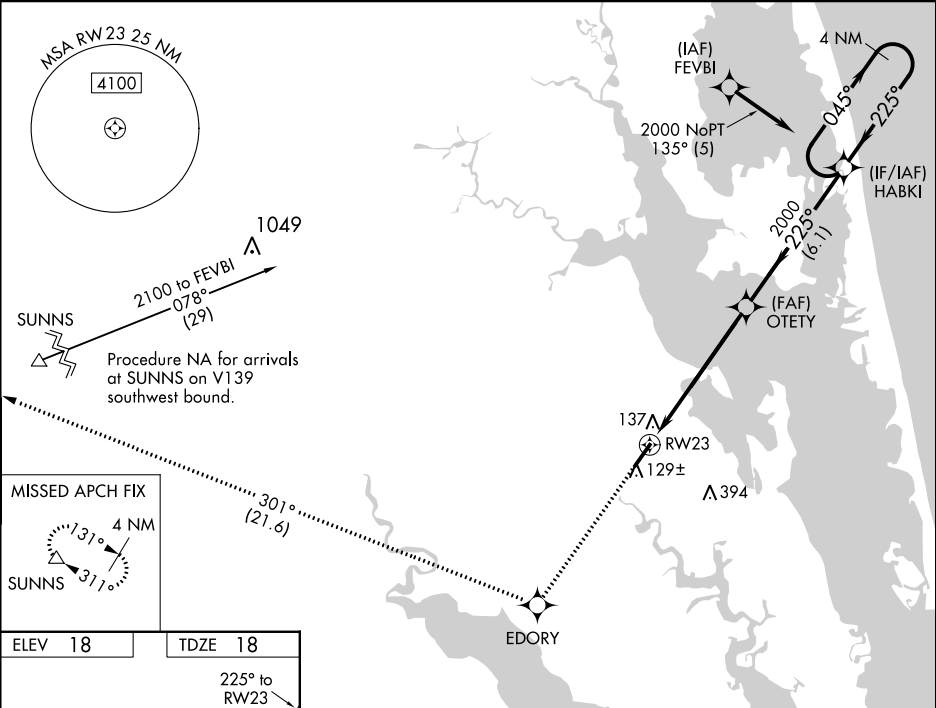 MSA RW 23 25 NM
4100
(IAF)
FEVBI
4 NM
045°
225°
2000 NoPT
135° (5)
(IF/IAF)
HABKI
2000
225°
(6.1)
1049
2100 to FEVBI
078°
(29)
SUNNS
(FAF)
OTETY
Procedure NA for arrivals
at SUNNS on V139
southwest bound.
137
RW23
129±
394
MISSED APCH FIX
4 NM
131°
311°
SUNNS
301°
(21.6)
EDORY
ELEV 18
TDZE 18
225° to
RW23